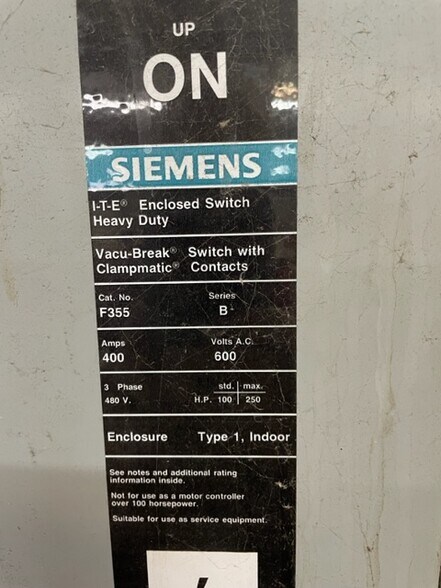 UP
ON
SIEMENS
I-T-E® Enclosed Switch
Heavy Duty
Vacu-Break® Switch with
Clampmatic® Contacts
Cat. No. Series
F355 B
Amps Volts A.C.
400 600
3 Phase std. max.
480 V. H.P. 100 250
Enclosure Type 1, Indoor
See notes and additional rating
information inside.
Not for use as a motor controller
over 100 horsepower.
Suitable for use as service equipment.